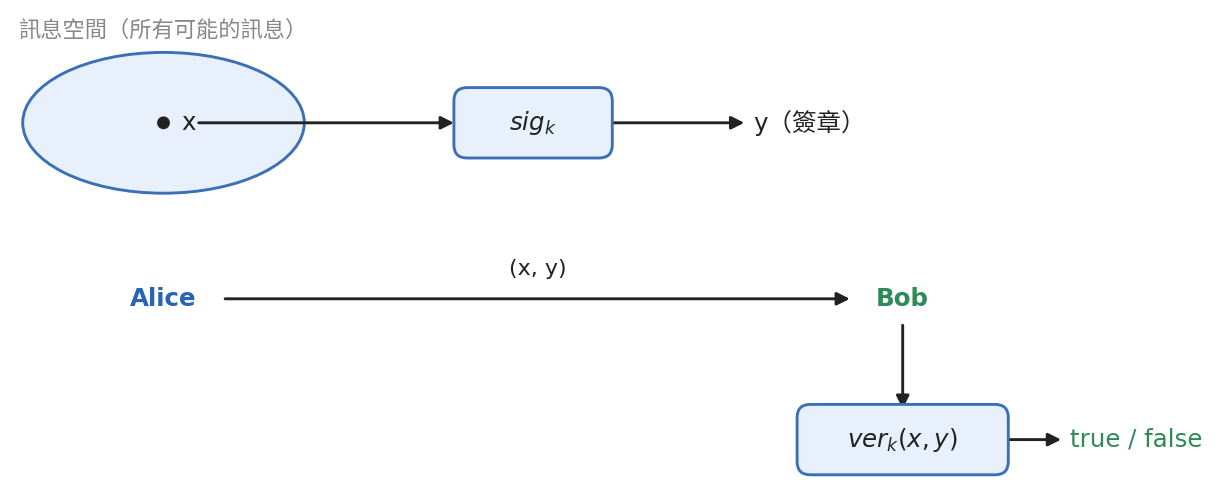 訊息空間（所有可能的訊息）
x
sigₖ
y（簽章）
(x, y)
Alice
Bob
verₖ(x, y)
true / false